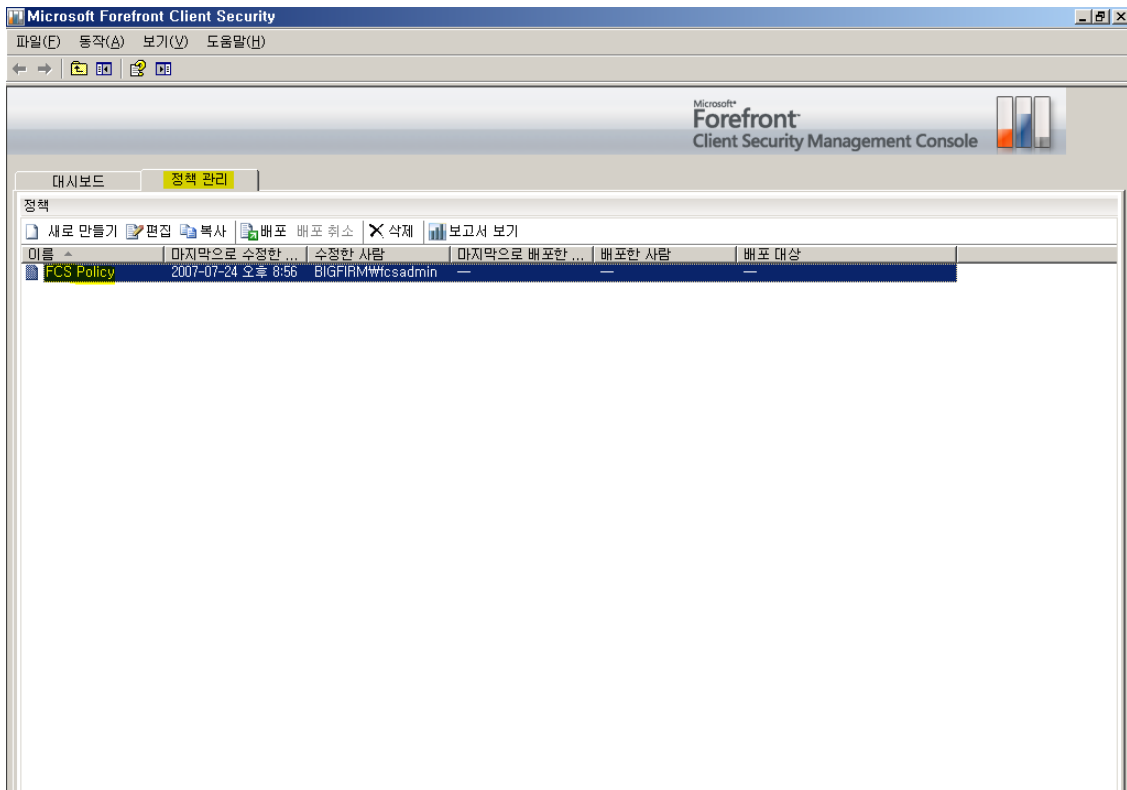 Microsoft Forefront Client Security
파일(F) 동작(A) 보기(V) 도움말(H)
Microsoft
Forefront
Client Security Management Console
대시보드 정책 관리
정책
새로 만들기 편집 복사 배포 배포 취소 삭제 보고서 보기
이름 마지막으로 수정한 ... 수정한 사람 마지막으로 배포한 ... 배포한 사람 배포 대상
FCS Policy 2007-07-24 오후 8:56 BIGFIRM₩fcsadmin — — —